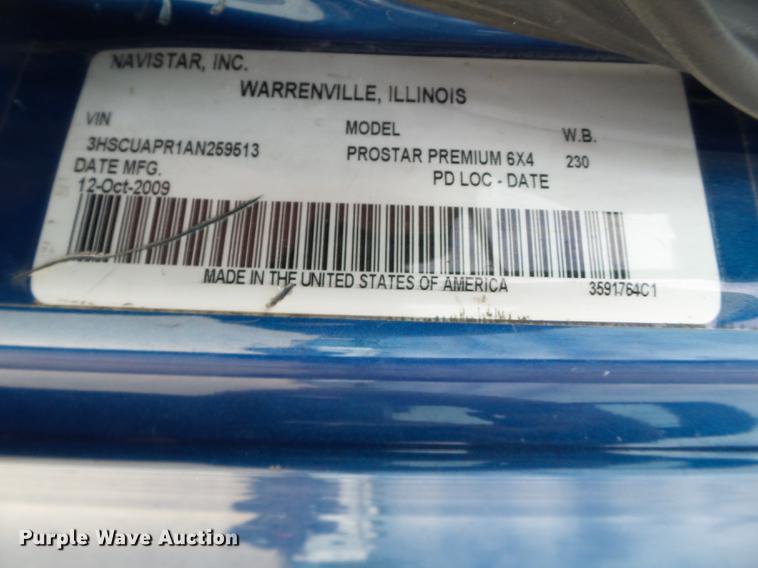 NAVISTAR, INC.
WARRENVILLE, ILLINOIS
VIN
3HSCUAPR1AN259513
MODEL
PROSTAR PREMIUM 6X4
W.B.
230
DATE MFG.
12-Oct-2009
PD LOC - DATE
MADE IN THE UNITED STATES OF AMERICA
3591764C1
Purple Wave Auction